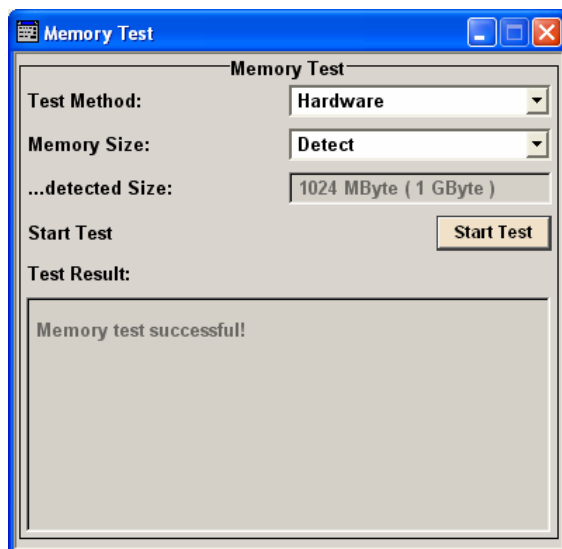 Memory Test
Memory Test
Test Method: Hardware
Memory Size: Detect
...detected Size: 1024 MByte ( 1 GByte )
Start Test Start Test
Test Result:
Memory test successful!